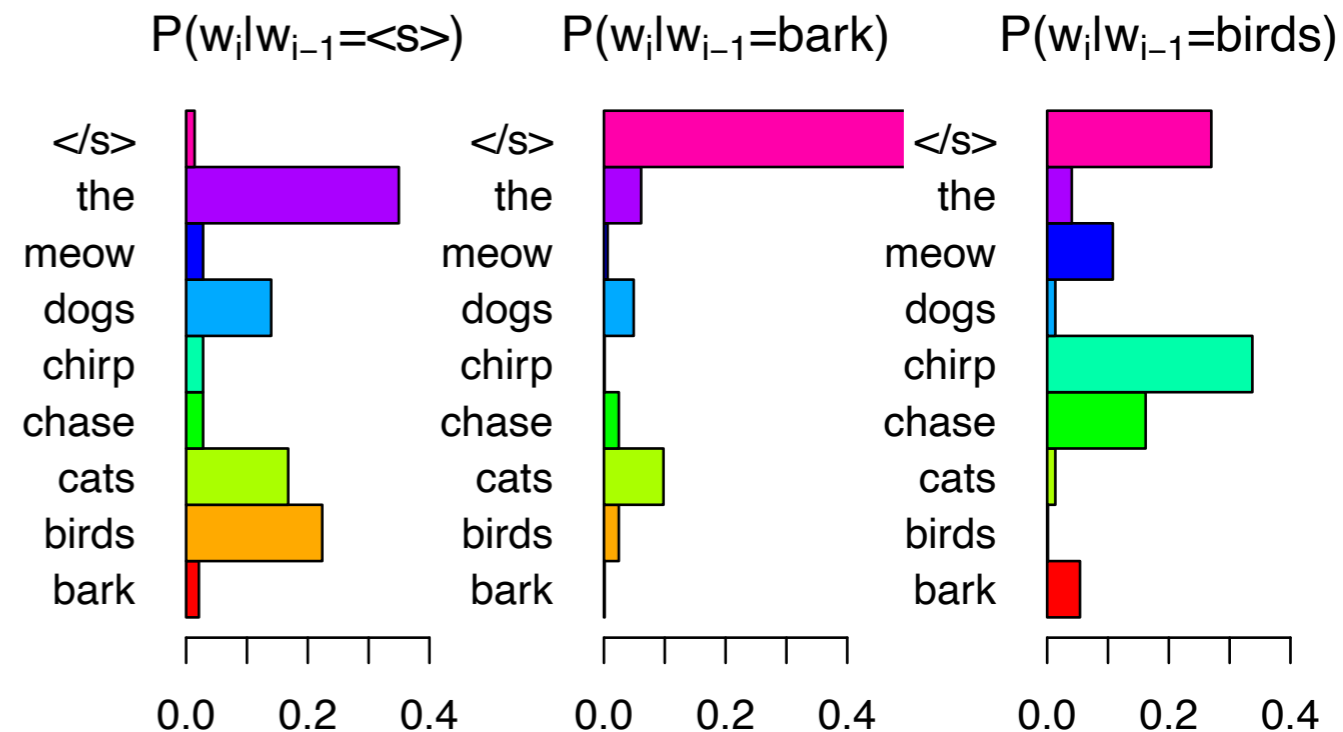 P(wi|wi−1=<s>)
</s>
the
meow
dogs
chirp
chase
cats
birds
bark
0.0 0.2 0.4
P(wi|wi−1=bark)
</s>
the
meow
dogs
chirp
chase
cats
birds
bark
0.0 0.2 0.4
P(wi|wi−1=birds)
</s>
the
meow
dogs
chirp
chase
cats
birds
bark
0.0 0.2 0.4